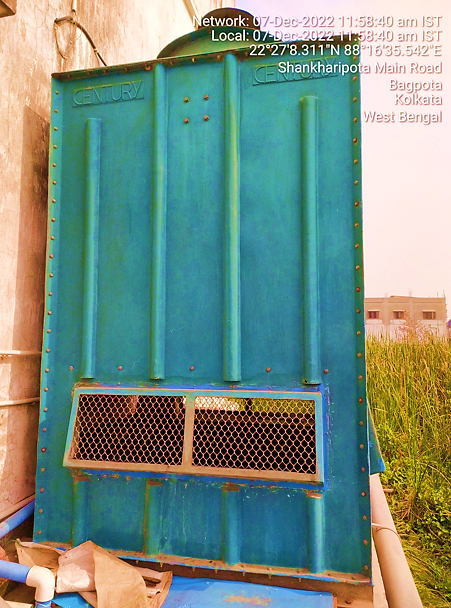 Network: 07-Dec-2022 11:58:40 am IST
Local: 07-Dec-2022 11:58:40 am IST
22°27'8.311"N 88°16'35.542"E
Shankharipota Main Road
Bagpota
Kolkata
West Bengal
CENTURY
CENTURY